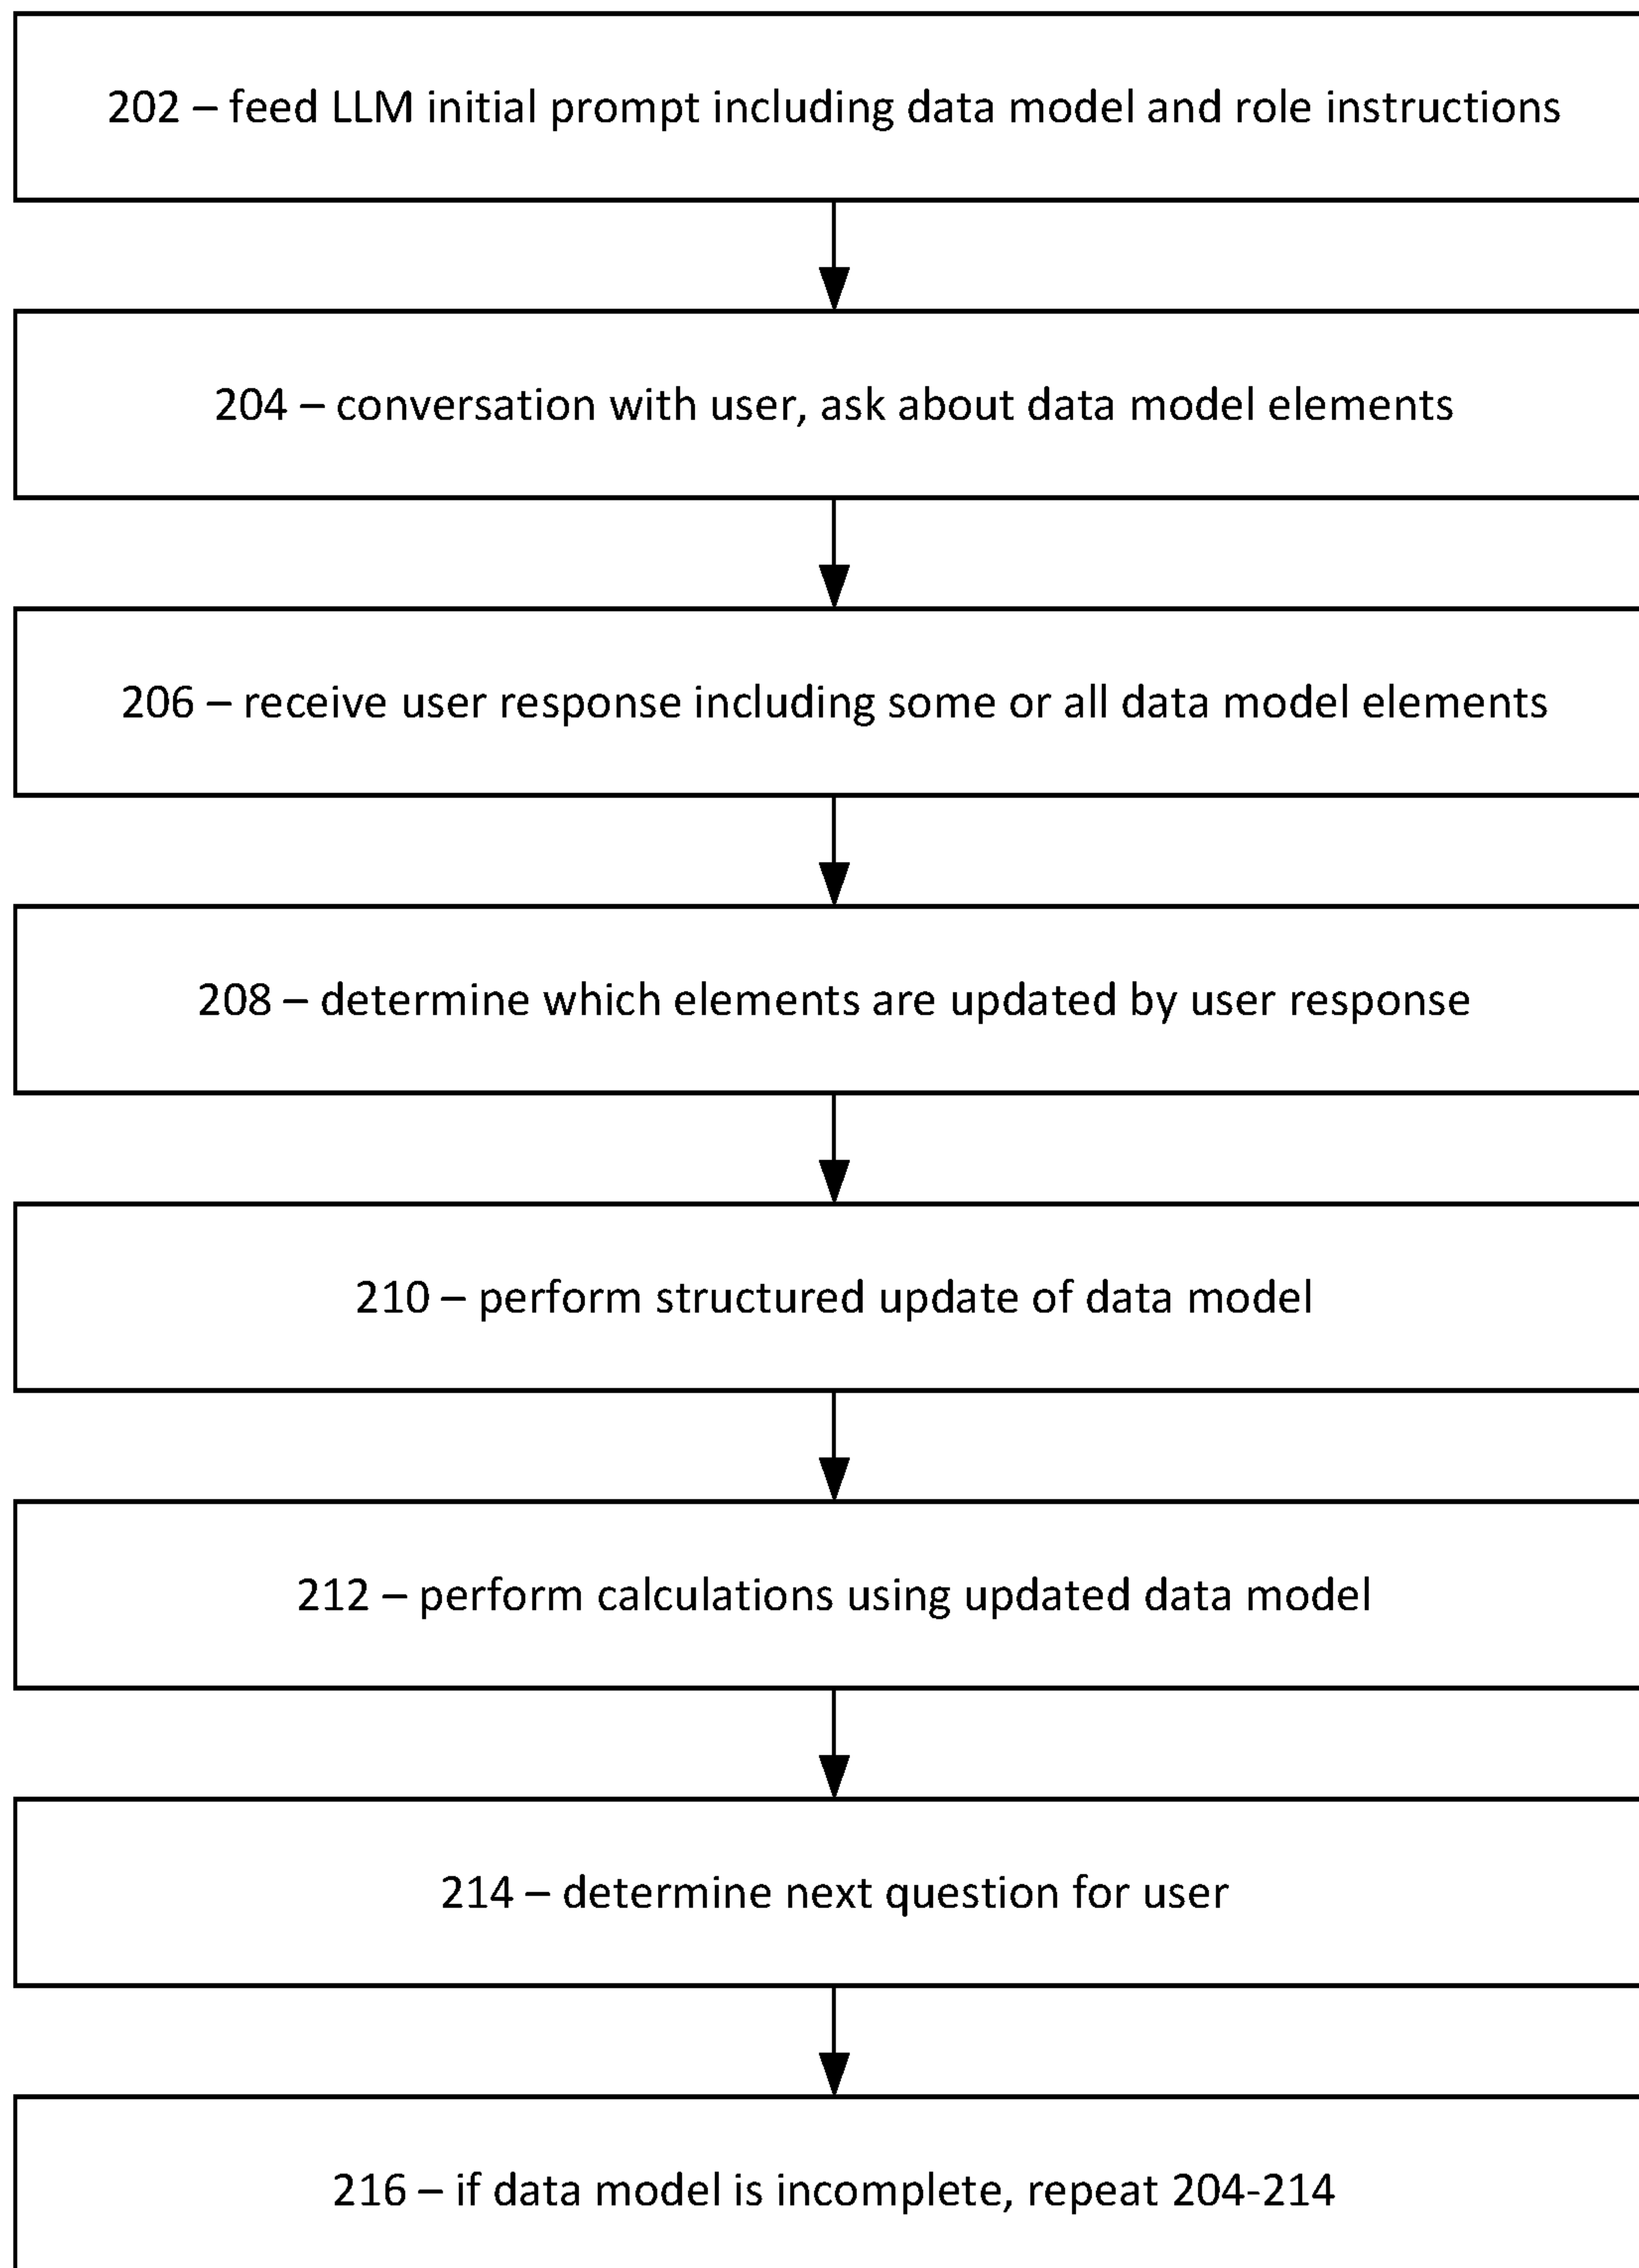 202 – feed LLM initial prompt including data model and role instructions
204 – conversation with user, ask about data model elements
206 – receive user response including some or all data model elements
208 – determine which elements are updated by user response
210 – perform structured update of data model
212 – perform calculations using updated data model
214 – determine next question for user
216 – if data model is incomplete, repeat 204-214